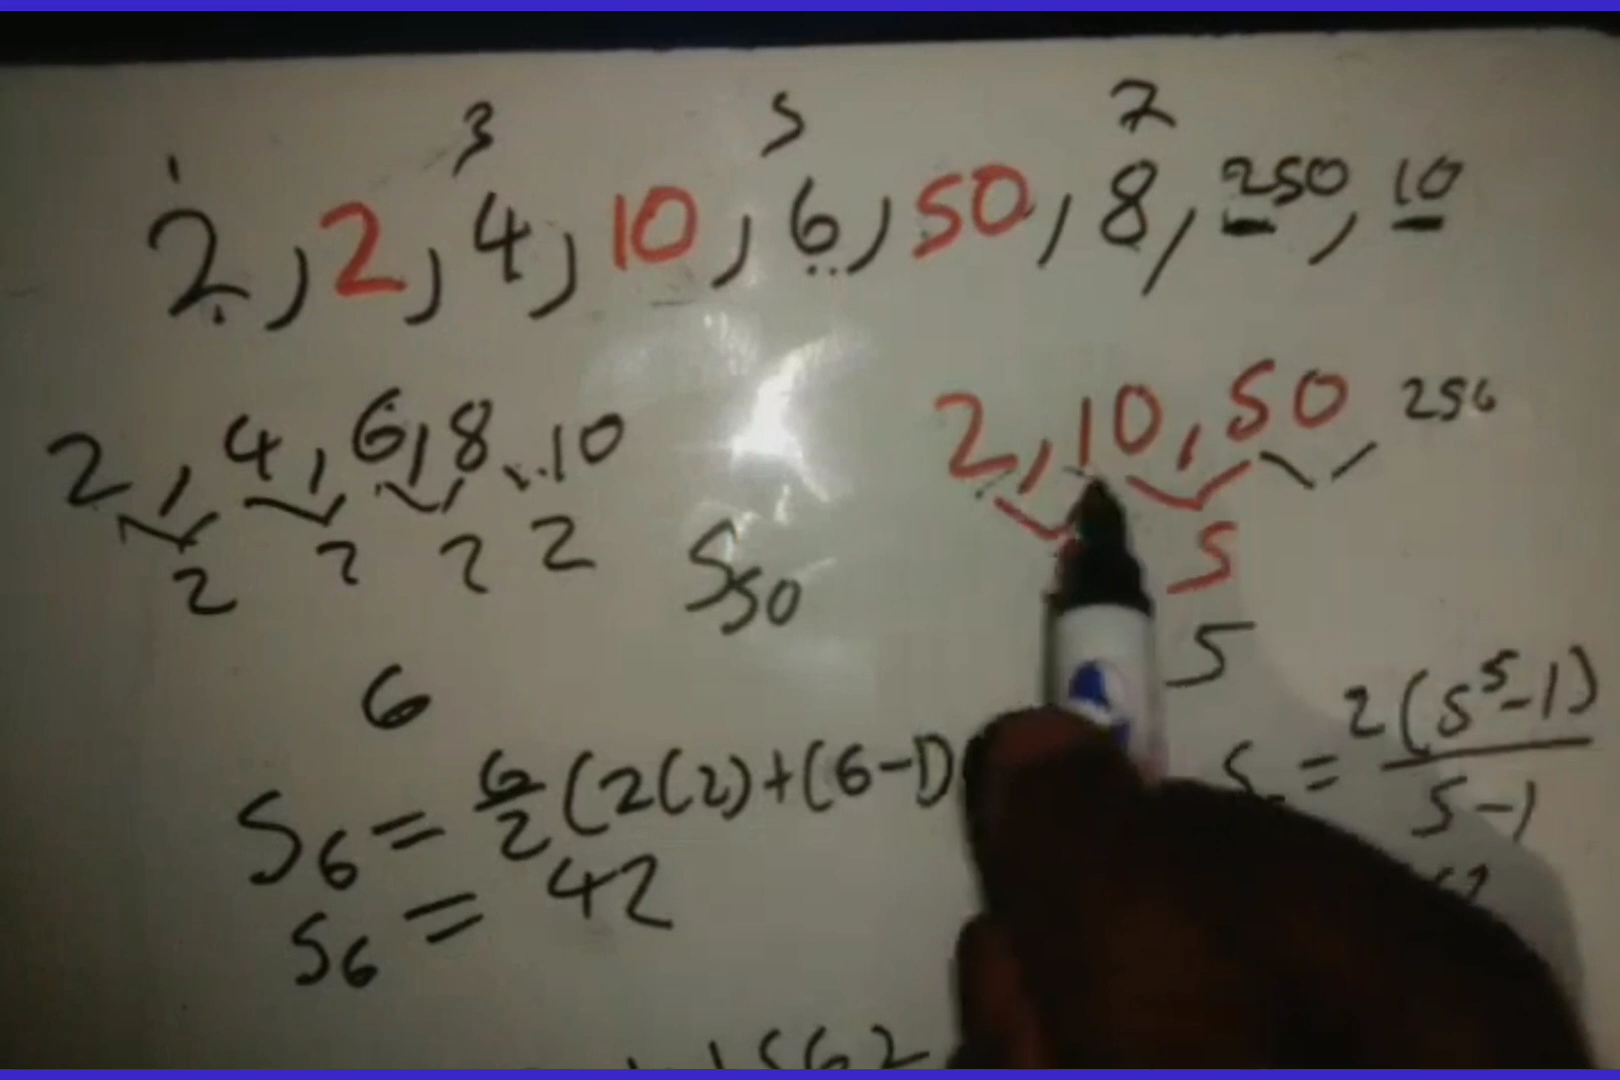 1 3 5 7
2, 2, 4, 10, 6, 50, 8, 250, 10
2, 4, 6, 8, ..10
2, 10, 50 250
2 2 2 2
5
S50
5
6
S6 = 6/2 (2(2)+(6-1)
= 2(5^5-1)
5-1
S6 = 42
1562